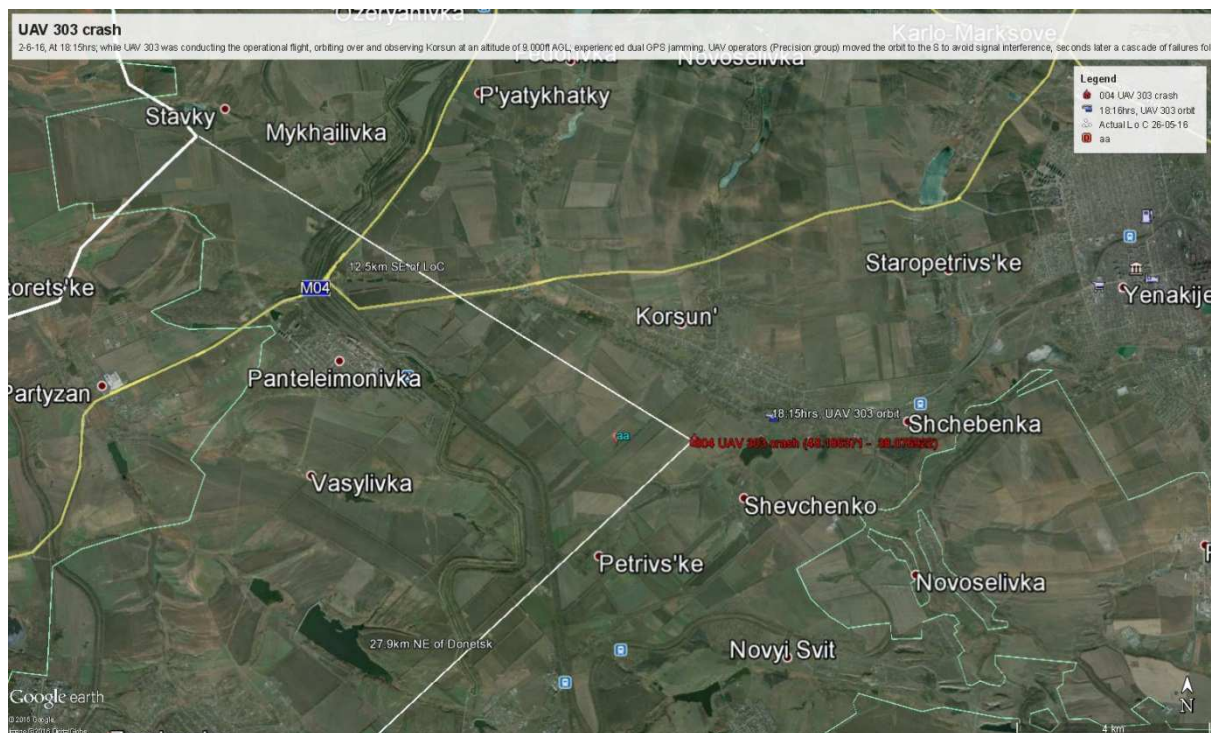 UAV 303 crash
2-6-16, At 18:15hrs; while UAV 303 was conducting the operational flight, orbiting over and observing Korsun at an altitude of 9.000ft AGL; experienced dual GPS jamming. UAV operators (Precision group) moved the orbit to the S to avoid signal interference, seconds later a cascade of failures fol
Ozeryanivka
Karlo-Marksove
Novoselivka
Legend
004 UAV 303 crash
18:16hrs, UAV 303 orbit
Actual L o C 26-05-16
aa
P'yatykhatky
Stavky
Mykhailivka
12.5km SE of LoC
Staropetrivs'ke
torets'ke
M04
Yenakije
Korsun'
Panteleimonivka
Partyzan
18.15hrs, UAV 303 orbit
Shchebenka
aa
004 UAV 303 crash
Vasylivka
Shevchenko
Petrivs'ke
Novoselivka
27.9km NE of Donetsk
Novyi Svit
Google earth
© 2016 Google
N
4 km